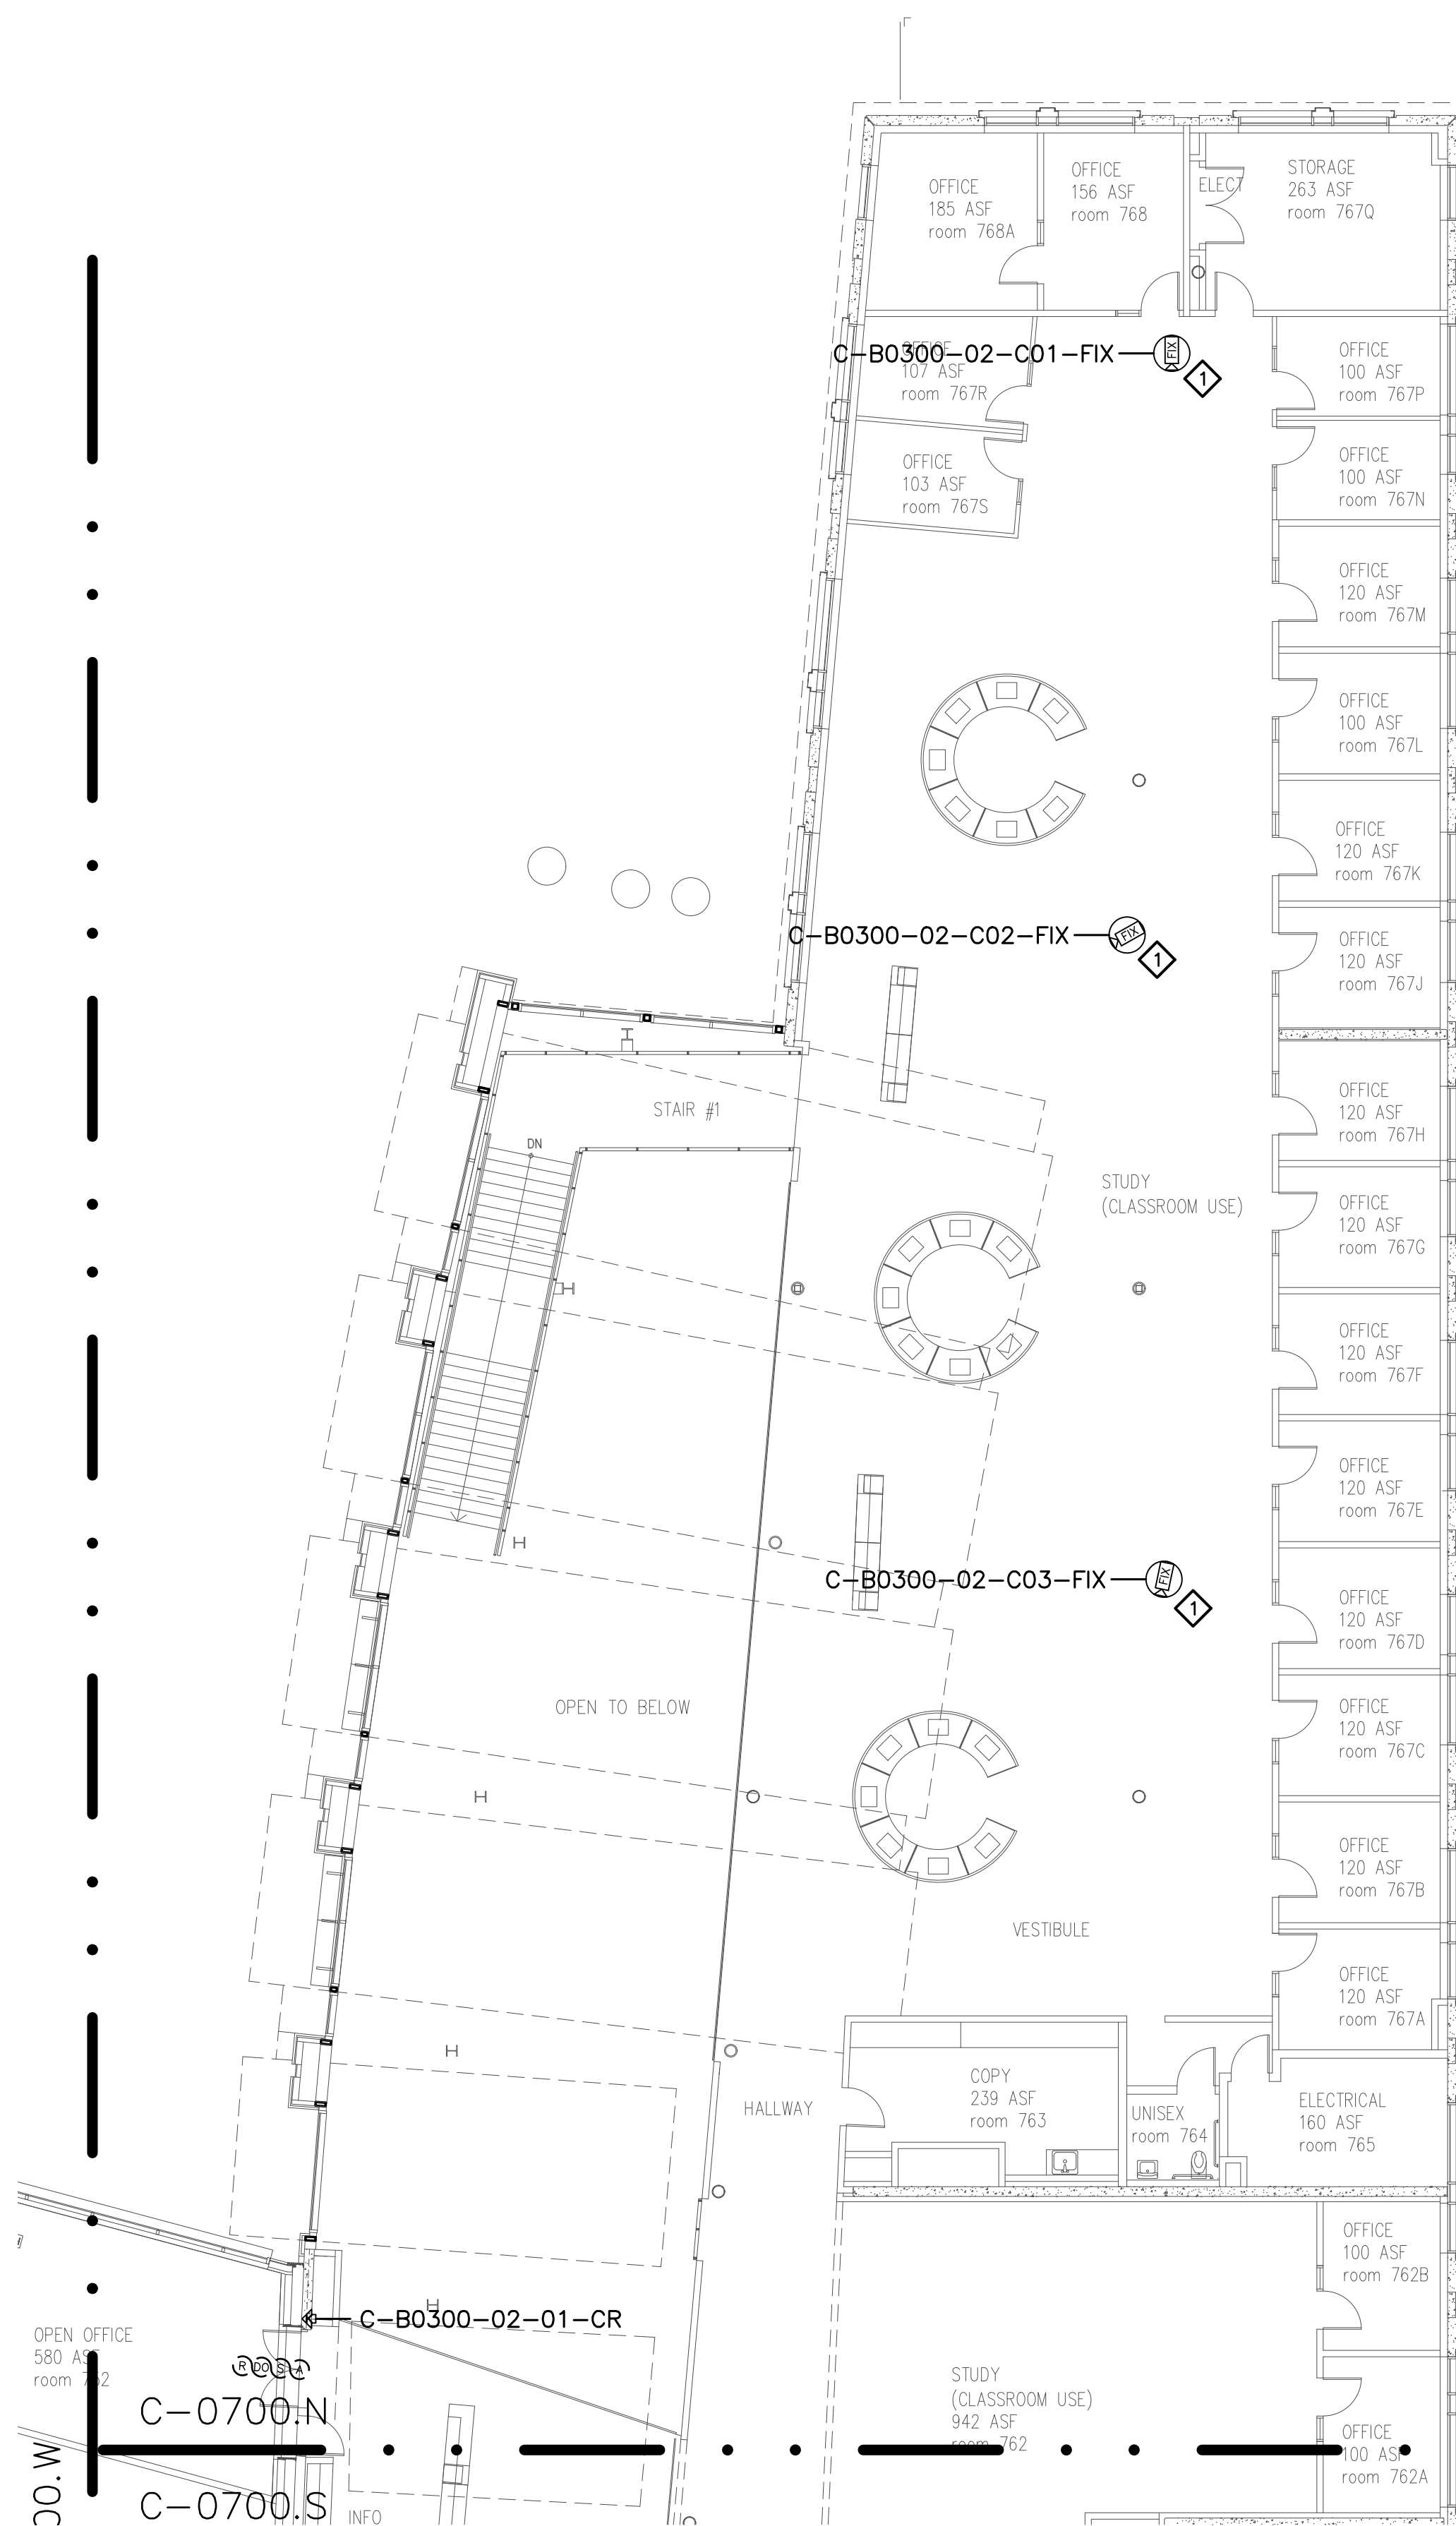 OFFICE
185 ASF
room 768A
OFFICE
156 ASF
room 768
ELECT
STORAGE
263 ASF
room 767Q
C-B0300-02-C01-FIX
FIX
1
OFFICE
107 ASF
room 767R
OFFICE
100 ASF
room 767P
OFFICE
103 ASF
room 767S
OFFICE
100 ASF
room 767N
OFFICE
120 ASF
room 767M
OFFICE
100 ASF
room 767L
OFFICE
120 ASF
room 767K
C-B0300-02-C02-FIX
FIX
1
OFFICE
120 ASF
room 767J
STAIR #1
DN
OFFICE
120 ASF
room 767H
STUDY
(CLASSROOM USE)
OFFICE
120 ASF
room 767G
OFFICE
120 ASF
room 767F
OFFICE
120 ASF
room 767E
C-B0300-02-C03-FIX
FIX
1
OFFICE
120 ASF
room 767D
OPEN TO BELOW
OFFICE
120 ASF
room 767C
OFFICE
120 ASF
room 767B
VESTIBULE
OFFICE
120 ASF
room 767A
HALLWAY
COPY
239 ASF
room 763
UNISEX
room 764
ELECTRICAL
160 ASF
room 765
OFFICE
100 ASF
room 762B
C-B0300-02-01-CR
OPEN OFFICE
580 ASF
room
R DO S A
STUDY
(CLASSROOM USE)
942 ASF
room 762
OFFICE
100 ASF
room 762A
C-0700.N
C-0700.S
00.W
INFO